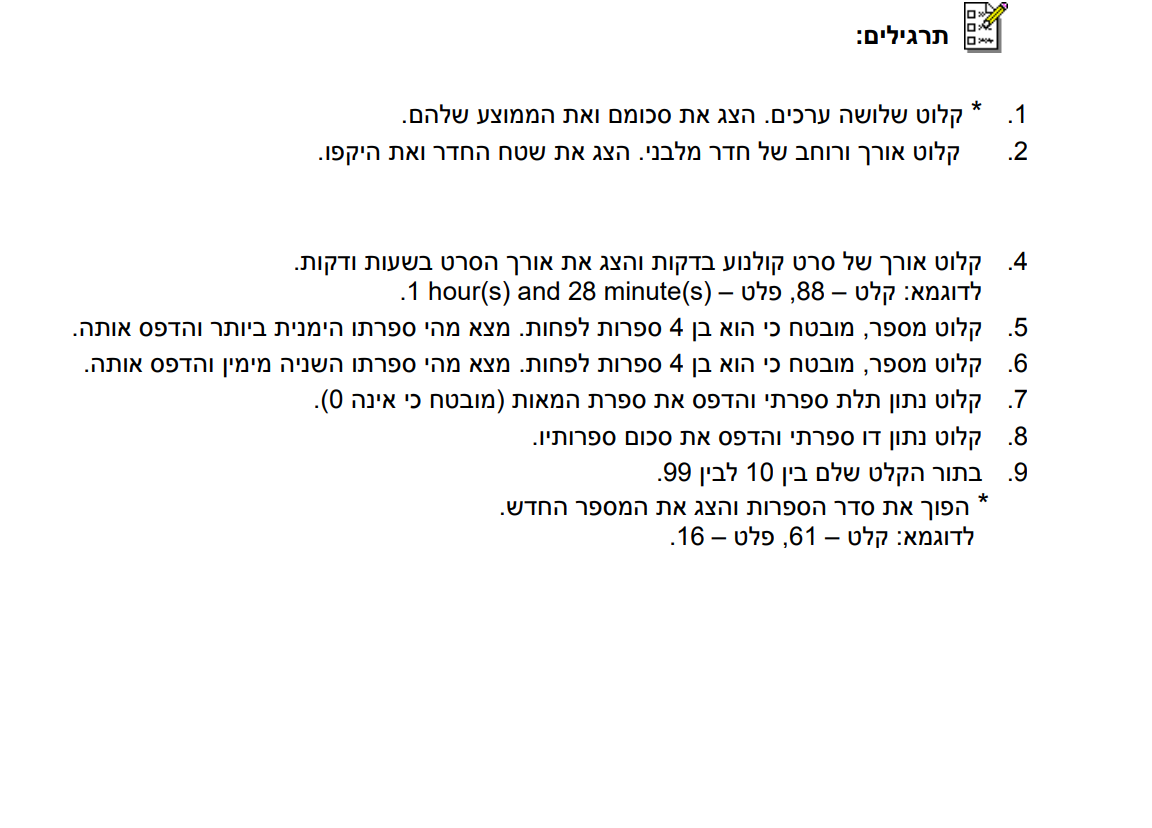 תרגילים:
1. * קלוט שלושה ערכים. הצג את סכומם ואת הממוצע שלהם.
2. קלוט אורך ורוחב של חדר מלבני. הצג את שטח החדר ואת היקפו.
4. קלוט אורך של סרט קולנוע בדקות והצג את אורך הסרט בשעות ודקות.
לדוגמא: קלט – 88, פלט – 1 hour(s) and 28 minute(s).
5. קלוט מספר, מובטח כי הוא בן 4 ספרות לפחות. מצא מהי ספרתו הימנית ביותר והדפס אותה.
6. קלוט מספר, מובטח כי הוא בן 4 ספרות לפחות. מצא מהי ספרתו השניה מימין והדפס אותה.
7. קלוט נתון תלת ספרתי והדפס את ספרת המאות (מובטח כי אינה 0).
8. קלוט נתון דו ספרתי והדפס את סכום ספרותיו.
9. בתור הקלט שלם בין 10 לבין 99.
* הפוך את סדר הספרות והצג את המספר החדש.
לדוגמא: קלט – 61, פלט – 16.